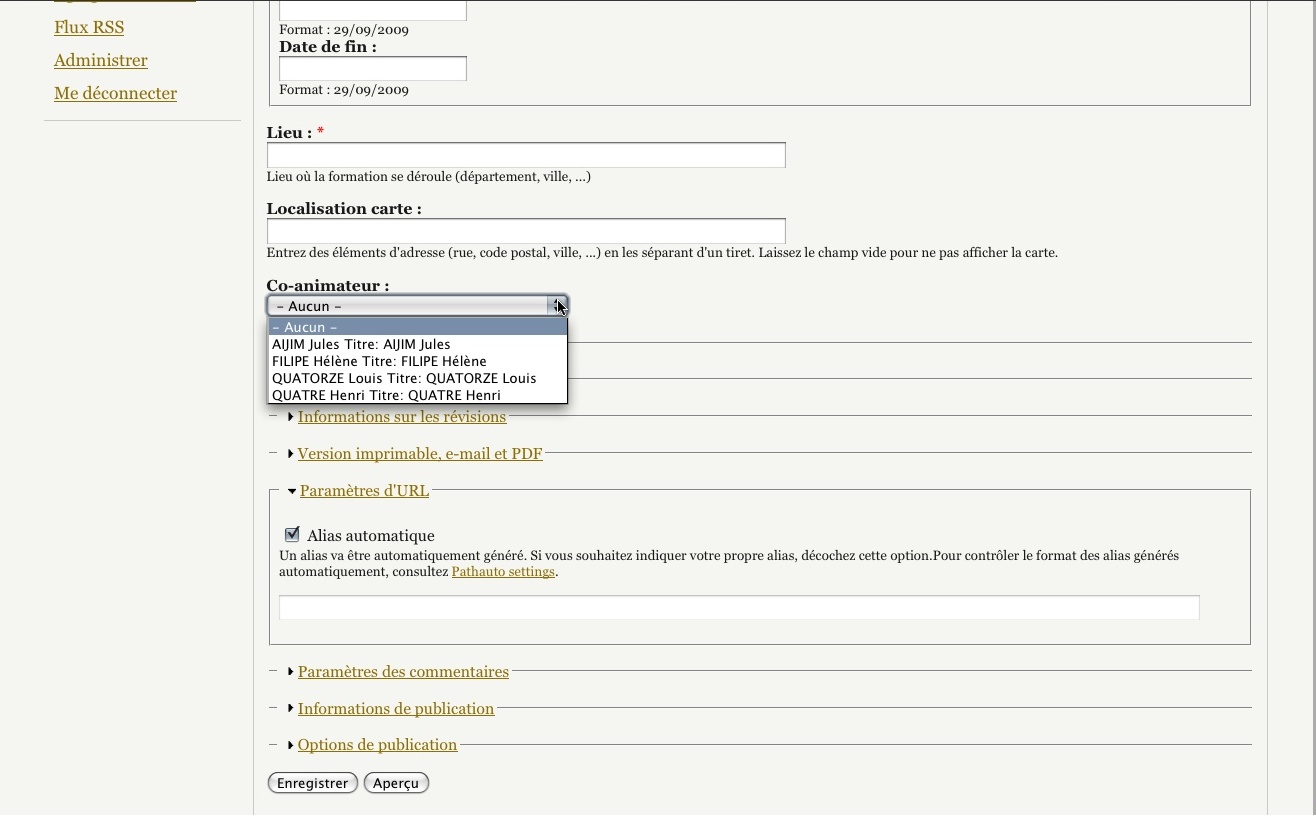 Flux RSS
Administrer
Me déconnecter
Format : 29/09/2009
Date de fin :
Format : 29/09/2009
Lieu : *
Lieu où la formation se déroule (département, ville, ...)
Localisation carte :
Entrez des éléments d'adresse (rue, code postal, ville, ...) en les séparant d'un tiret. Laissez le champ vide pour ne pas afficher la carte.
Co-animateur :
- Aucun -
- Aucun -
AIJIM Jules Titre: AIJIM Jules
FILIPE Hélène Titre: FILIPE Hélène
QUATORZE Louis Titre: QUATORZE Louis
QUATRE Henri Titre: QUATRE Henri
Informations sur les révisions
Version imprimable, e-mail et PDF
Paramètres d'URL
Alias automatique
Un alias va être automatiquement généré. Si vous souhaitez indiquer votre propre alias, décochez cette option.Pour contrôler le format des alias générés
automatiquement, consultez Pathauto settings.
Paramètres des commentaires
Informations de publication
Options de publication
Enregistrer Aperçu